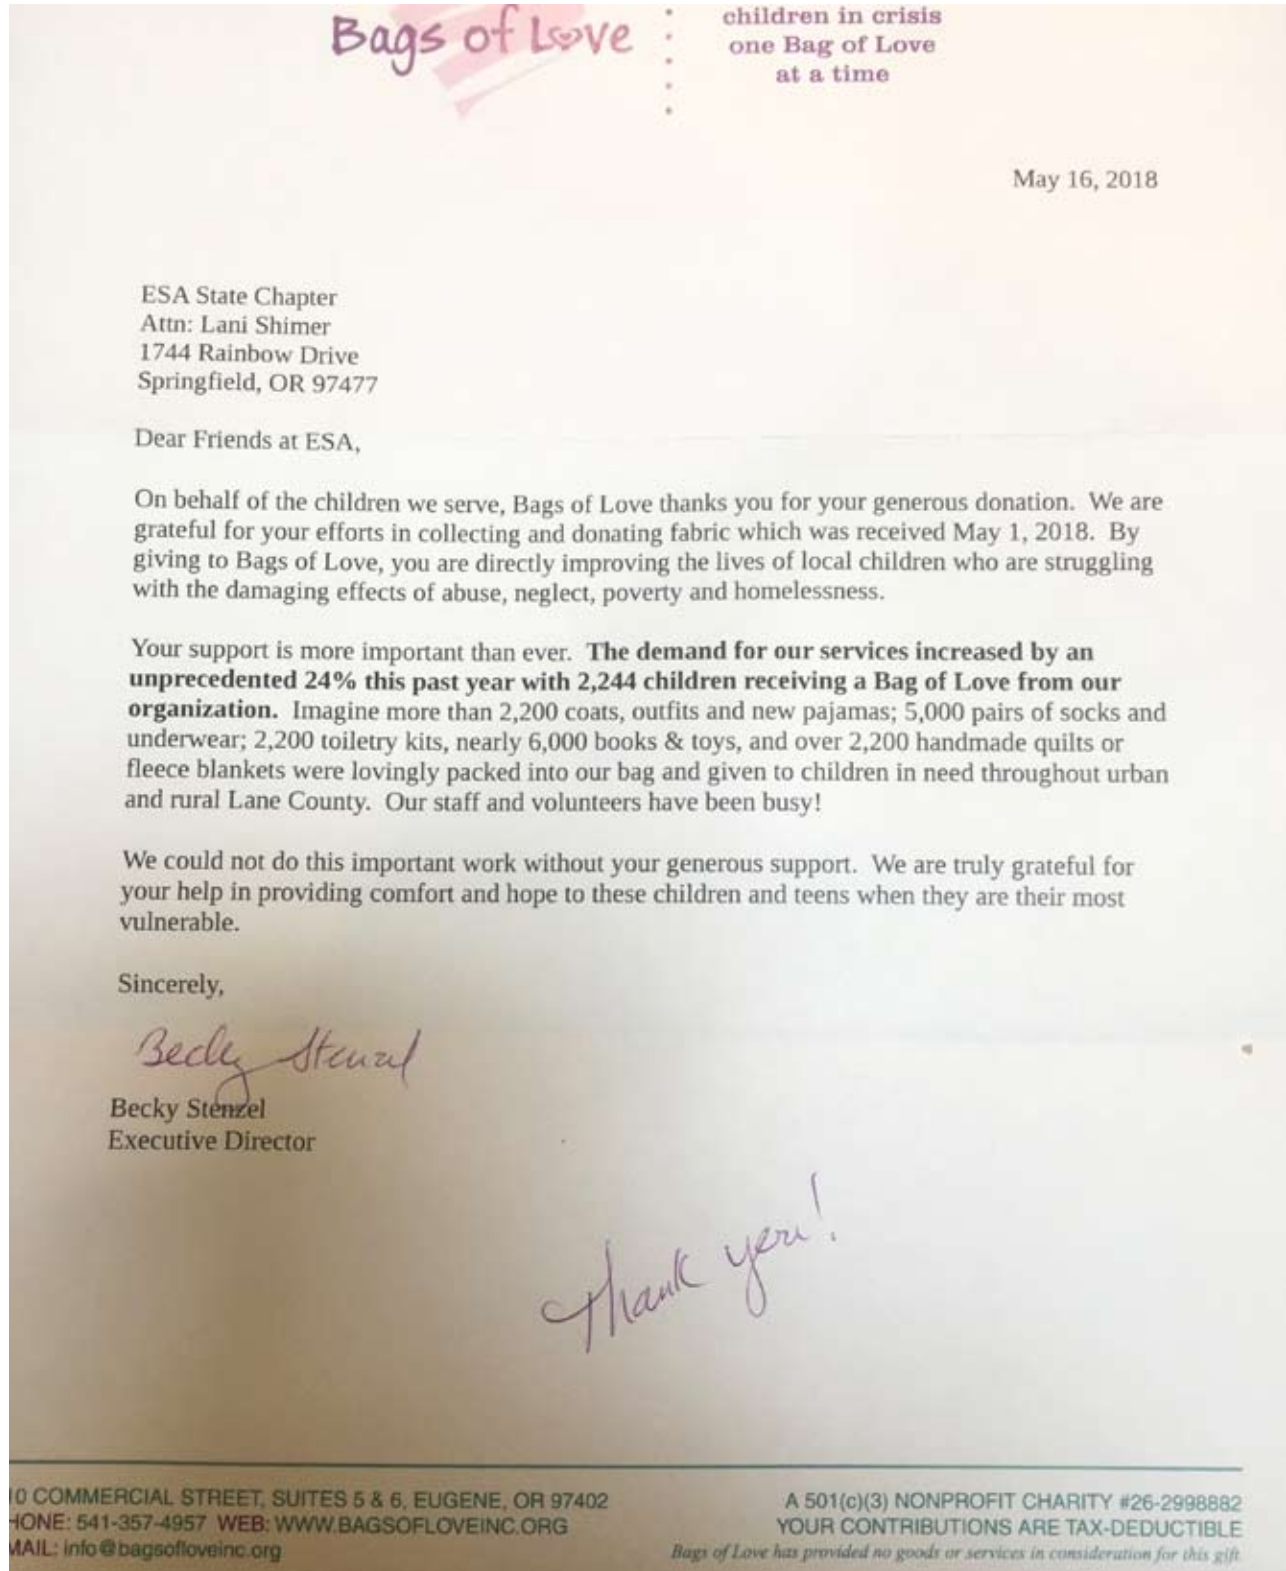 Bags of Love
children in crisis
one Bag of Love
at a time
May 16, 2018
ESA State Chapter
Attn: Lani Shimer
1744 Rainbow Drive
Springfield, OR 97477
Dear Friends at ESA,
On behalf of the children we serve, Bags of Love thanks you for your generous donation. We are
grateful for your efforts in collecting and donating fabric which was received May 1, 2018. By
giving to Bags of Love, you are directly improving the lives of local children who are struggling
with the damaging effects of abuse, neglect, poverty and homelessness.
Your support is more important than ever. The demand for our services increased by an
unprecedented 24% this past year with 2,244 children receiving a Bag of Love from our
organization. Imagine more than 2,200 coats, outfits and new pajamas; 5,000 pairs of socks and
underwear; 2,200 toiletry kits, nearly 6,000 books & toys, and over 2,200 handmade quilts or
fleece blankets were lovingly packed into our bag and given to children in need throughout urban
and rural Lane County. Our staff and volunteers have been busy!
We could not do this important work without your generous support. We are truly grateful for
your help in providing comfort and hope to these children and teens when they are their most
vulnerable.
Sincerely,
Becky Stenzel
Becky Stenzel
Executive Director
Thank you!
0 COMMERCIAL STREET, SUITES 5 & 6, EUGENE, OR 97402
HONE: 541-357-4957 WEB: WWW.BAGSOFLOVEINC.ORG
MAIL: info@bagsofloveinc.org
A 501(c)(3) NONPROFIT CHARITY #26-2998882
YOUR CONTRIBUTIONS ARE TAX-DEDUCTIBLE
Bags of Love has provided no goods or services in consideration for this gift